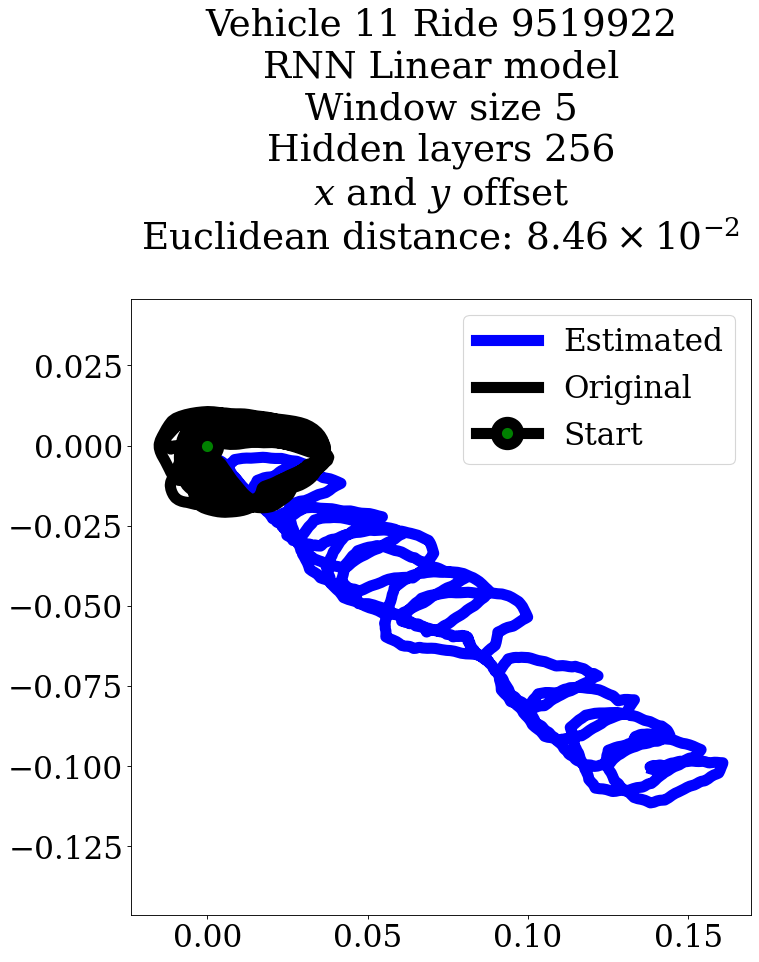 Vehicle 11 Ride 9519922
RNN Linear model
Window size 5
Hidden layers 256
x and y offset
Euclidean distance: 8.46 × 10⁻²
Estimated
Original
Start
0.025
0.000
−0.025
−0.050
−0.075
−0.100
−0.125
0.00 0.05 0.10 0.15